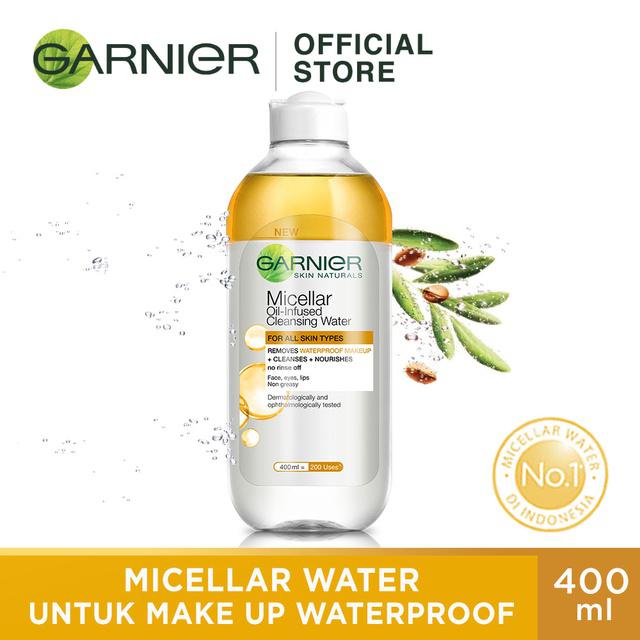 GARNIER
OFFICIAL
STORE
NEW
GARNIER
SKIN NATURALS
Micellar
Oil-Infused
Cleansing Water
FOR ALL SKIN TYPES
REMOVES WATERPROOF MAKEUP
+ CLEANSES + NOURISHES
no rinse off
Face, eyes, lips
Non greasy
Dermatologically and
ophthalmologically tested
400 ml = 200 Uses*
MICELLAR WATER
No.1*
DI INDONESIA
MICELLAR WATER
UNTUK MAKE UP WATERPROOF
400
ml